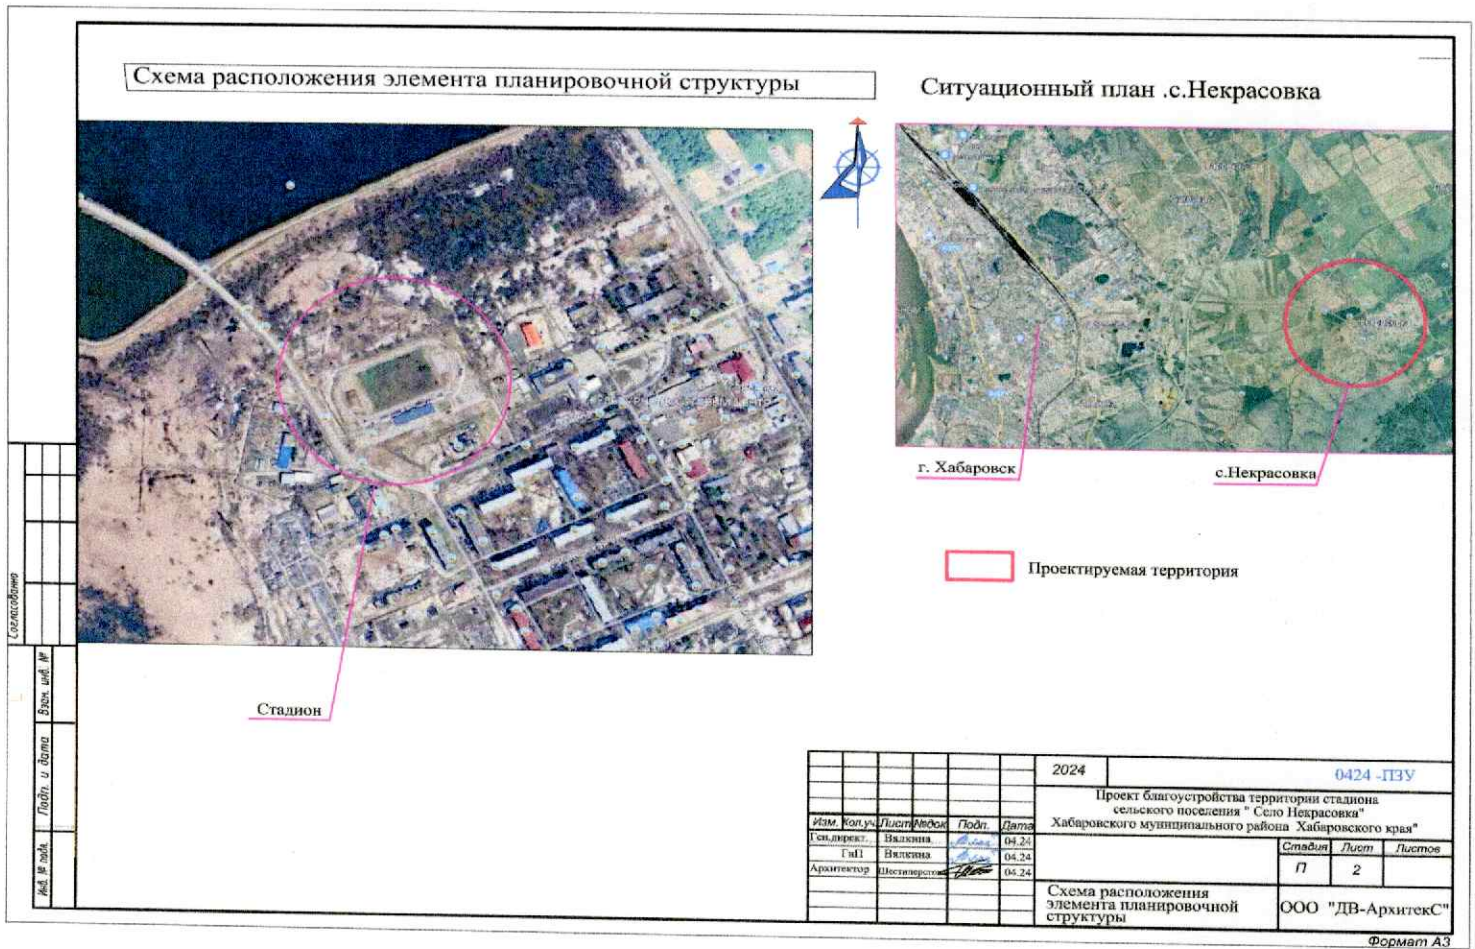 Схема расположения элемента планировочной структуры
Ситуационный план .с.Некрасовка
г. Хабаровск
с.Некрасовка
Проектируемая территория
Стадион
Согласованно
Взам. инв. №
Подп. и дата
Инв. № подл.
2024
0424 -ПЗУ
Проект благоустройства территории стадиона
сельского поселения " Село Некрасовка"
Хабаровского муниципального района Хабаровского края"
Изм. Кол.уч Лист №док Подп. Дата
Ген.директ. Вялкина 04.24
ГиП Вялкина 04.24
Архитектор 04.24
Стадия Лист Листов
П 2
Схема расположения
элемента планировочной
структуры
ООО "ДВ-АрхитекС"
Формат А3